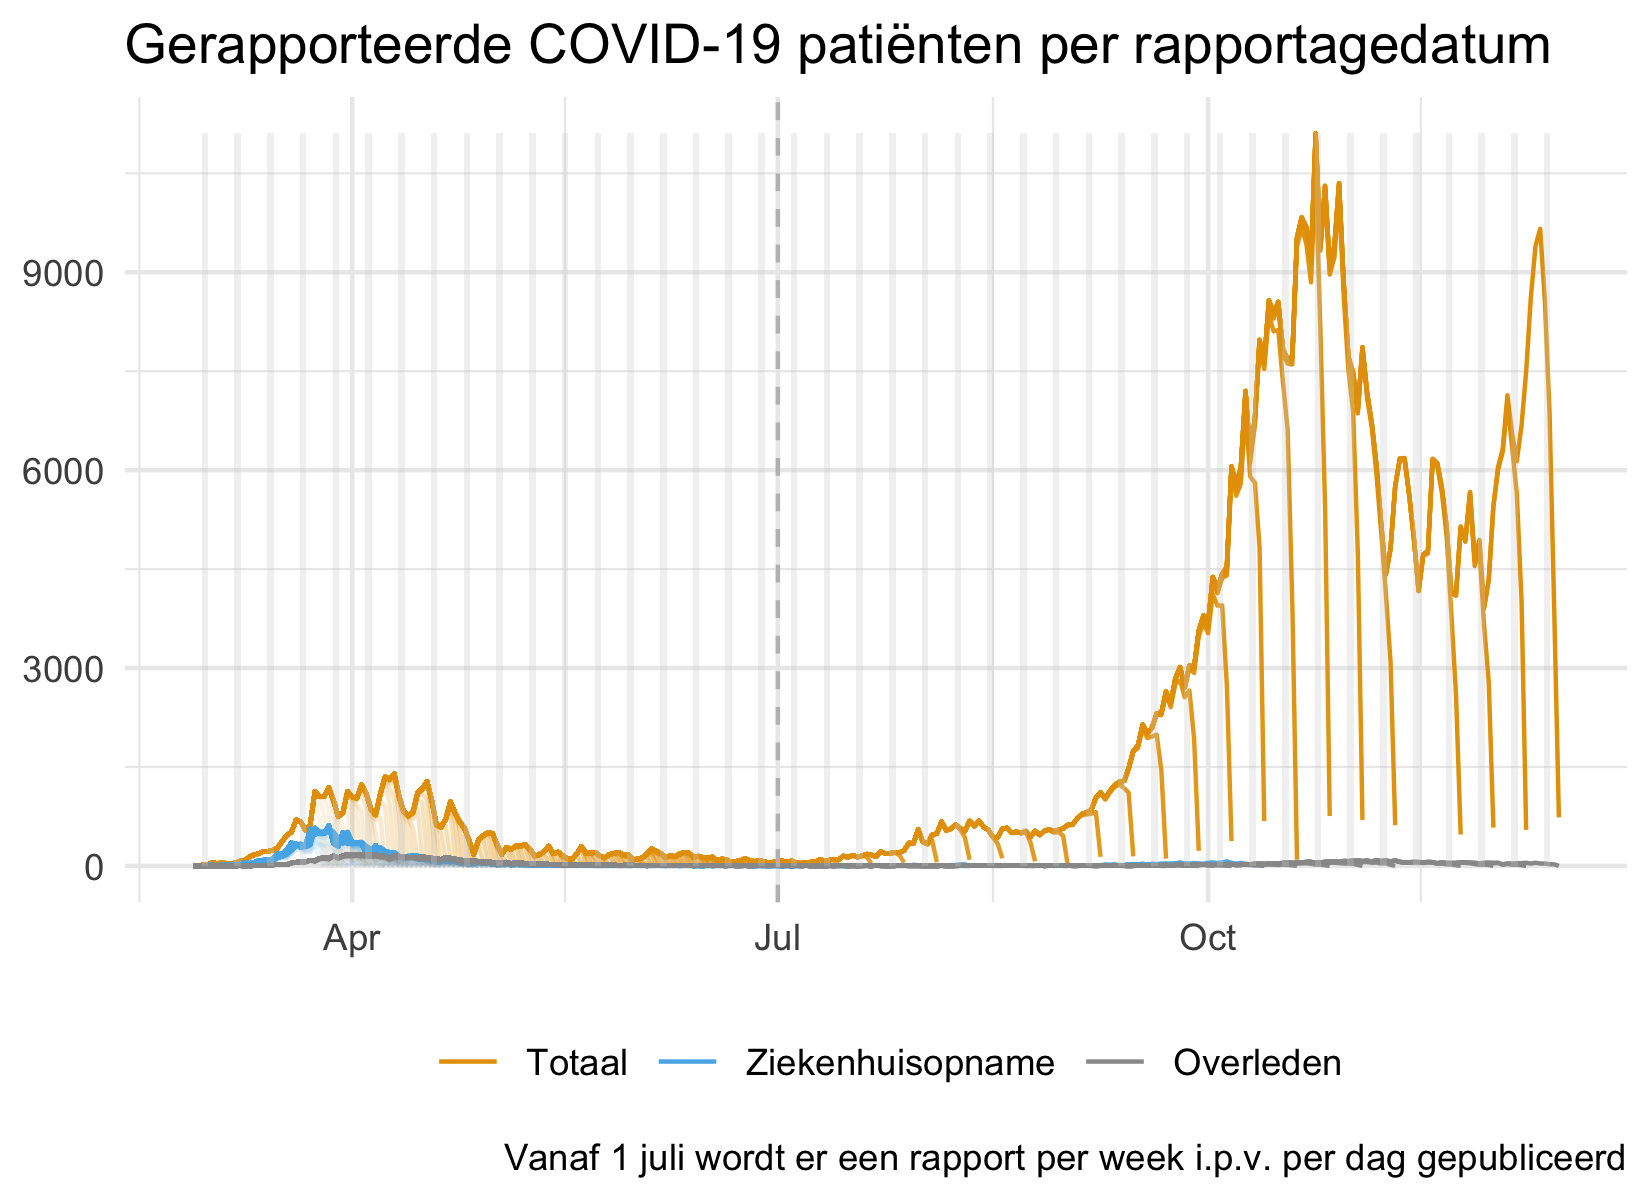 Gerapporteerde COVID-19 patiënten per rapportagedatum
9000
6000
3000
0
Apr Jul Oct
Totaal Ziekenhuisopname Overleden
Vanaf 1 juli wordt er een rapport per week i.p.v. per dag gepubliceerd